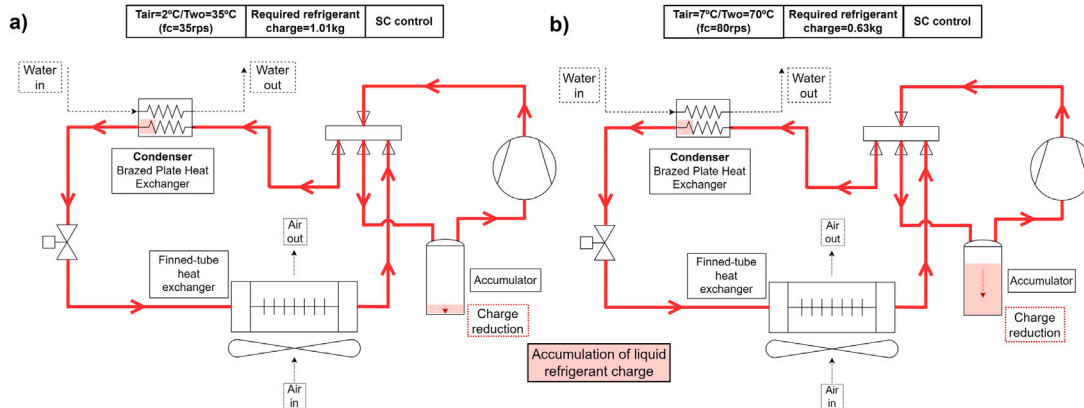 a)
Tair=2ºC/Two=35ºC
(fc=35rps)
Required refrigerant
charge=1.01kg
SC control
Water
in
Water
out
Condenser
Brazed Plate Heat
Exchanger
Air
out
Finned-tube
heat
exchanger
Accumulator
Charge
reduction
Air
in
Accumulation of liquid
refrigerant charge
b)
Tair=7ºC/Two=70ºC
(fc=80rps)
Required refrigerant
charge=0.63kg
SC control
Water
in
Water
out
Condenser
Brazed Plate Heat
Exchanger
Air
out
Finned-tube
heat
exchanger
Accumulator
Charge
reduction
Air
in